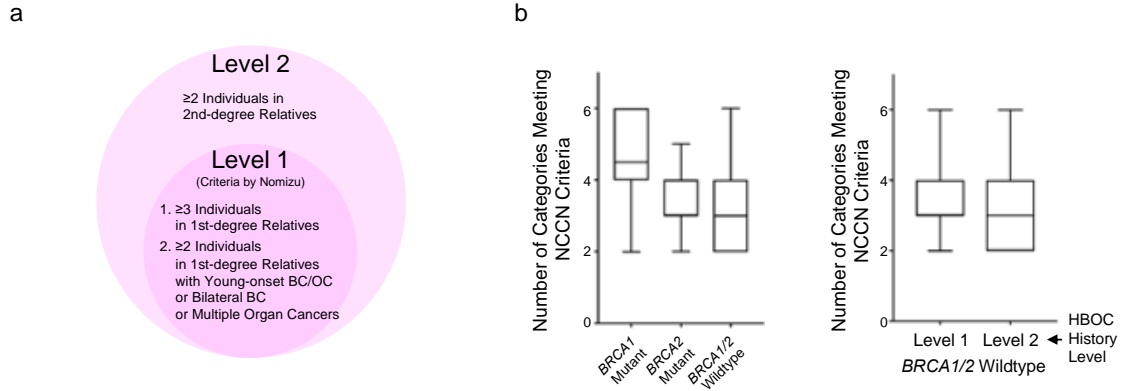 a
Level 2
≥2 Individuals in
2nd-degree Relatives
Level 1
(Criteria by Nomizu)
1. ≥3 Individuals
in 1st-degree Relatives
2. ≥2 Individuals
in 1st-degree Relatives
with Young-onset BC/OC
or Bilateral BC
or Multiple Organ Cancers
b
Number of Categories Meeting
NCCN Criteria
6
4
2
0
BRCA1
Mutant
BRCA2
Mutant
BRCA1/2
Wildtype
Number of Categories Meeting
NCCN Criteria
6
4
2
0
Level 1 Level 2
BRCA1/2 Wildtype
HBOC
History
Level